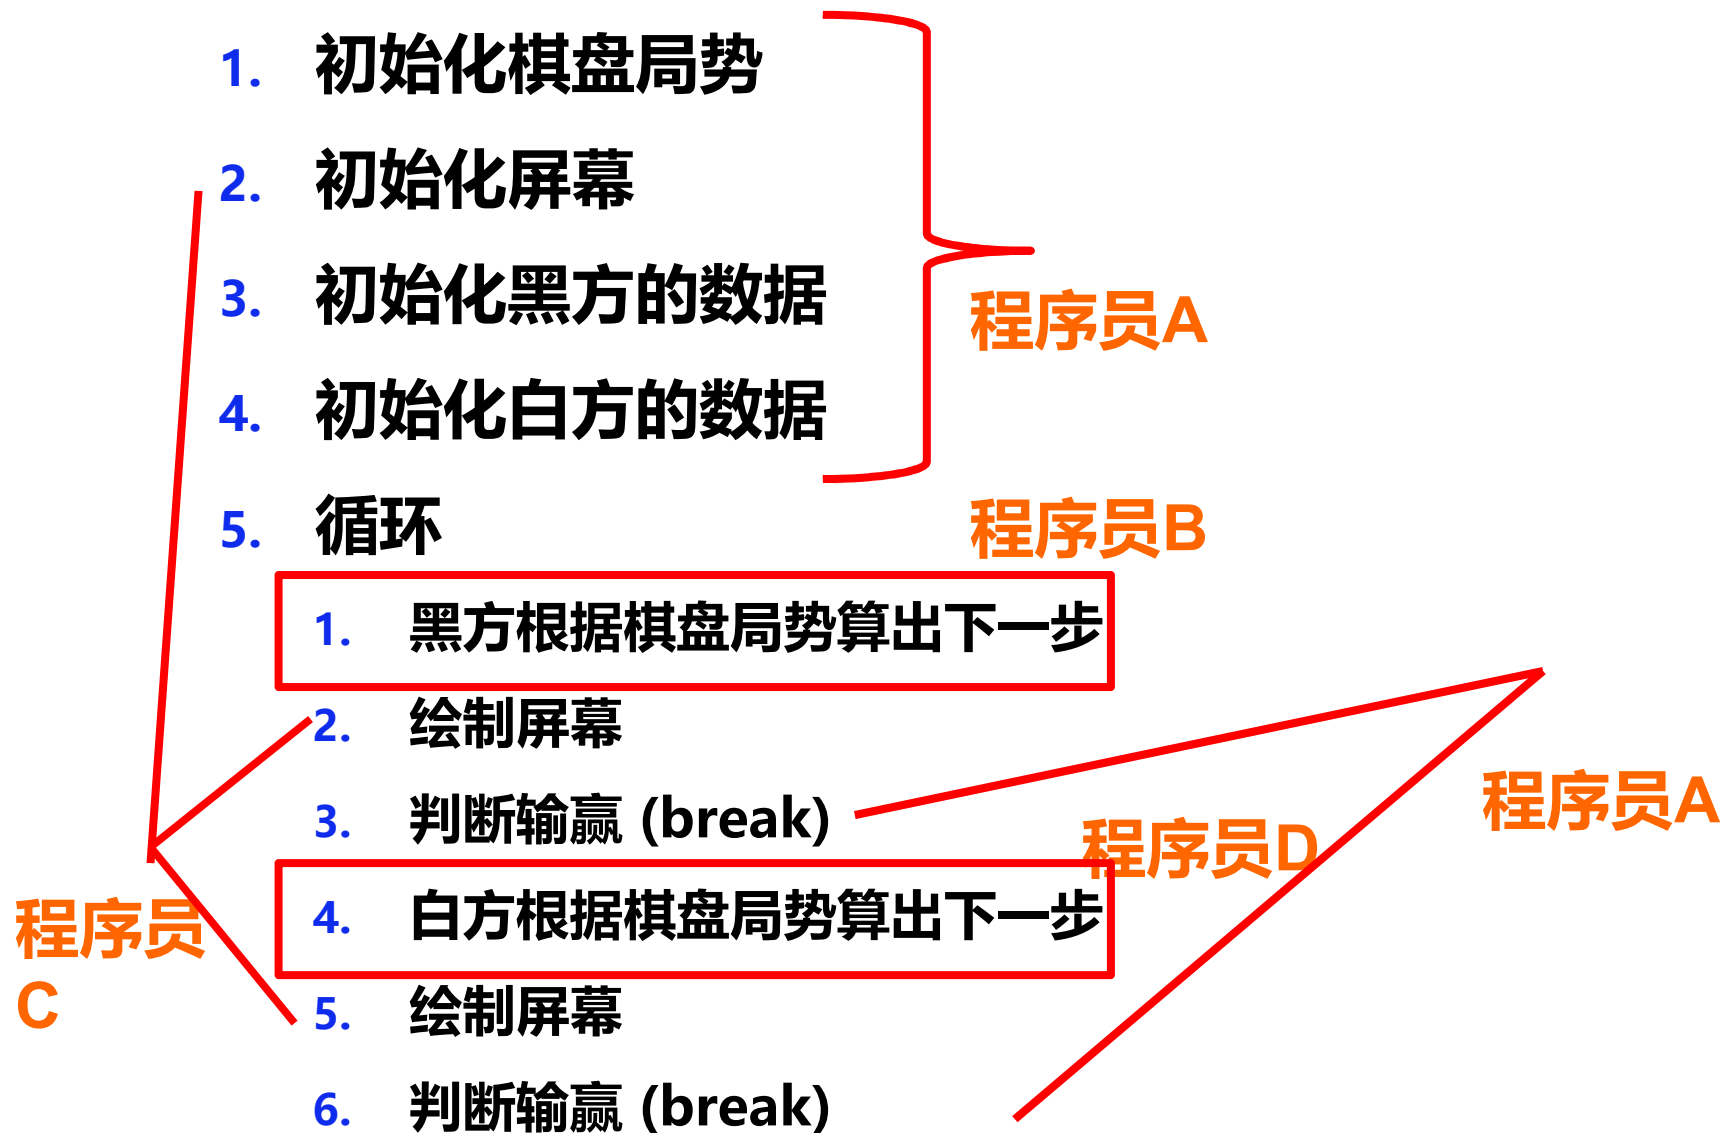 1. 初始化棋盘局势
2. 初始化屏幕
3. 初始化黑方的数据
程序员A
4. 初始化白方的数据
5. 循环
程序员B
1. 黑方根据棋盘局势算出下一步
2. 绘制屏幕
3. 判断输赢 (break)
程序员A
程序员D
4. 白方根据棋盘局势算出下一步
程序员
C
5. 绘制屏幕
6. 判断输赢 (break)